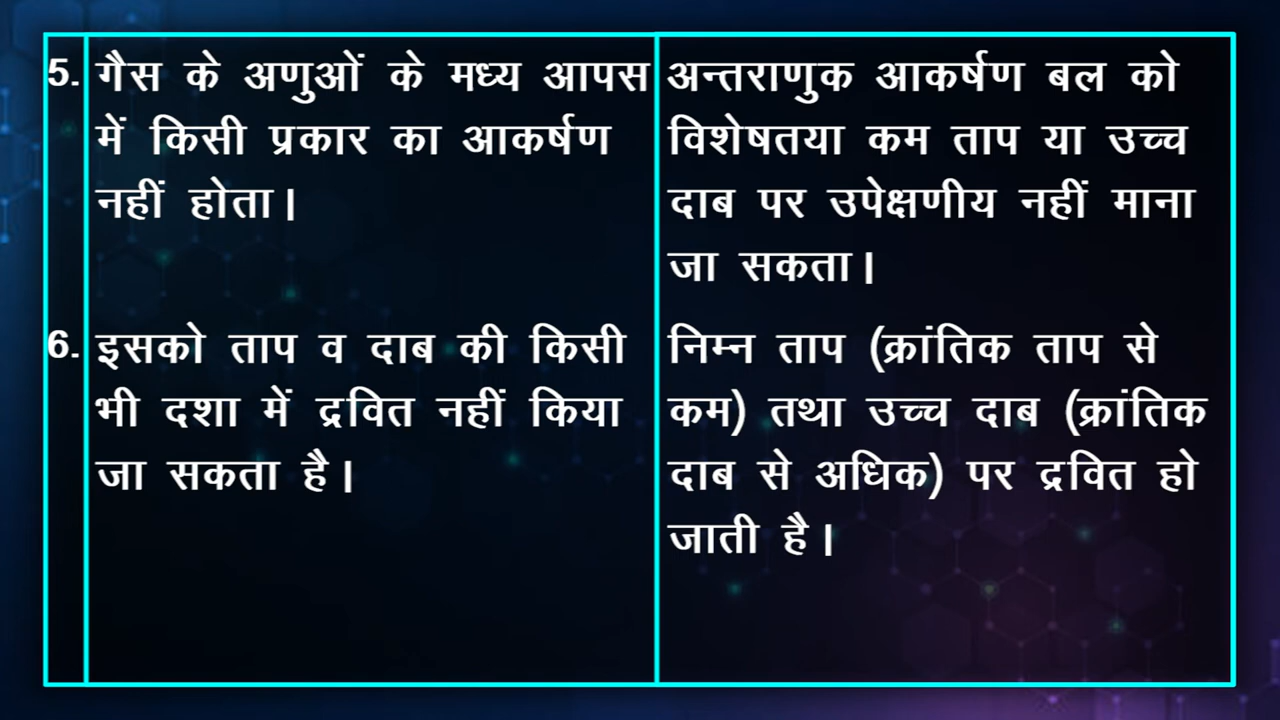 5. गैस के अणुओं के मध्य आपस
में किसी प्रकार का आकर्षण
नहीं होता।
अन्तराणुक आकर्षण बल को
विशेषतया कम ताप या उच्च
दाब पर उपेक्षणीय नहीं माना
जा सकता।
6. इसको ताप व दाब की किसी
भी दशा में द्रवित नहीं किया
जा सकता है।
निम्न ताप (क्रांतिक ताप से
कम) तथा उच्च दाब (क्रांतिक
दाब से अधिक) पर द्रवित हो
जाती है।